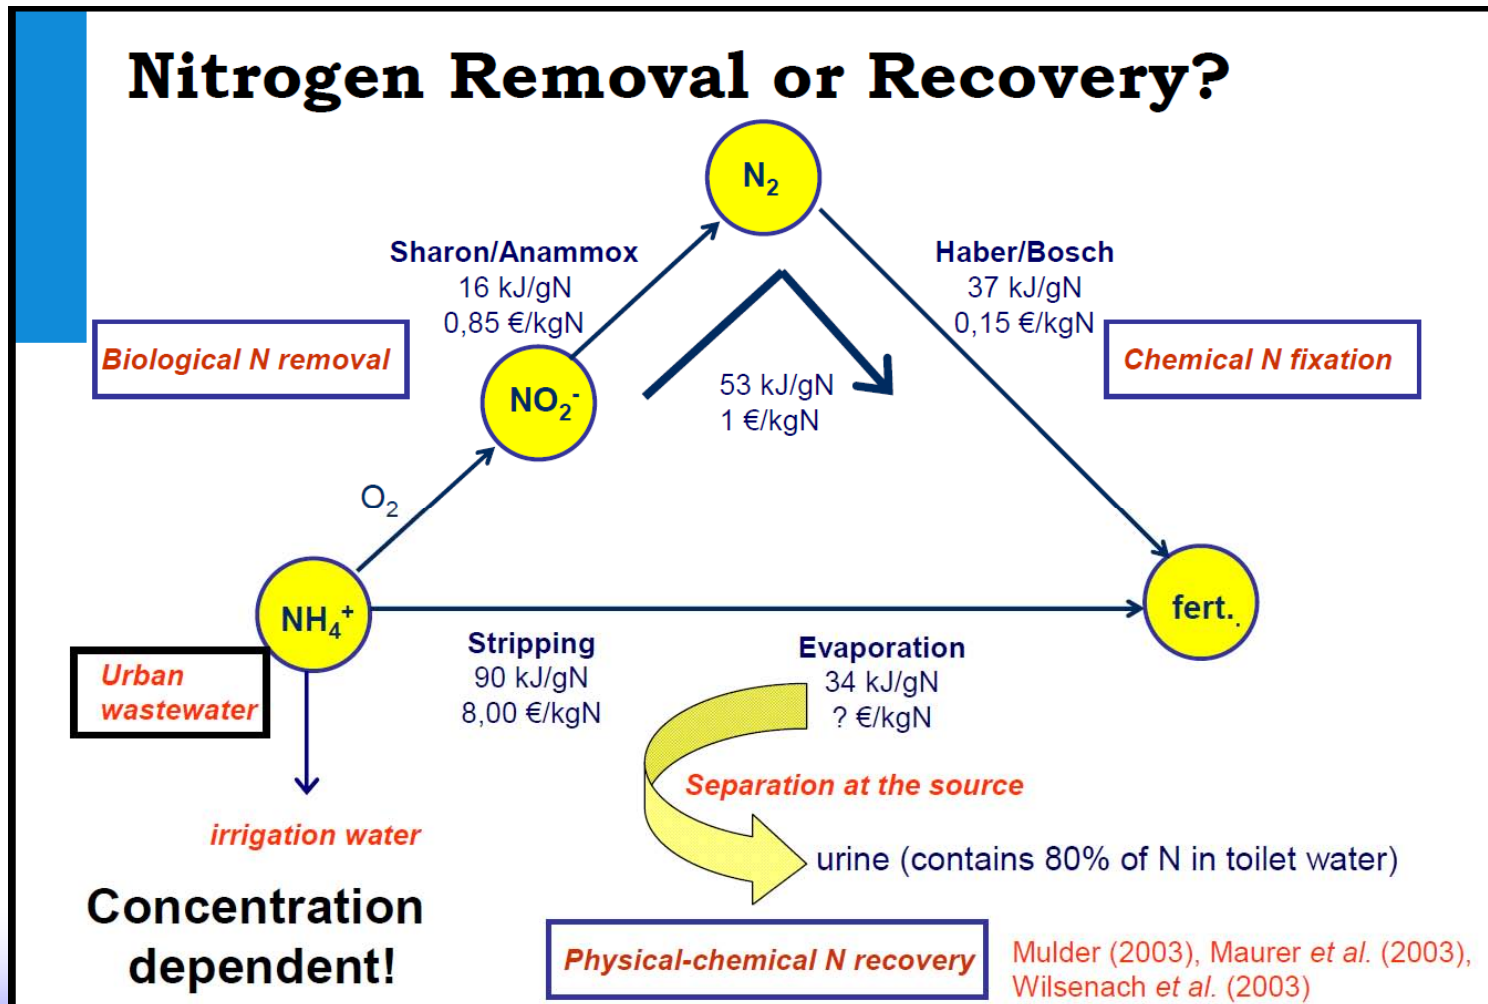 Nitrogen Removal or Recovery?
N2
Sharon/Anammox
16 kJ/gN
0,85 €/kgN
Haber/Bosch
37 kJ/gN
0,15 €/kgN
Biological N removal
Chemical N fixation
53 kJ/gN
1 €/kgN
NO2-
O2
NH4+
fert..
Urban
wastewater
Stripping
90 kJ/gN
8,00 €/kgN
Evaporation
34 kJ/gN
? €/kgN
Separation at the source
irrigation water
urine (contains 80% of N in toilet water)
Concentration
dependent!
Physical-chemical N recovery
Mulder (2003), Maurer et al. (2003),
Wilsenach et al. (2003)